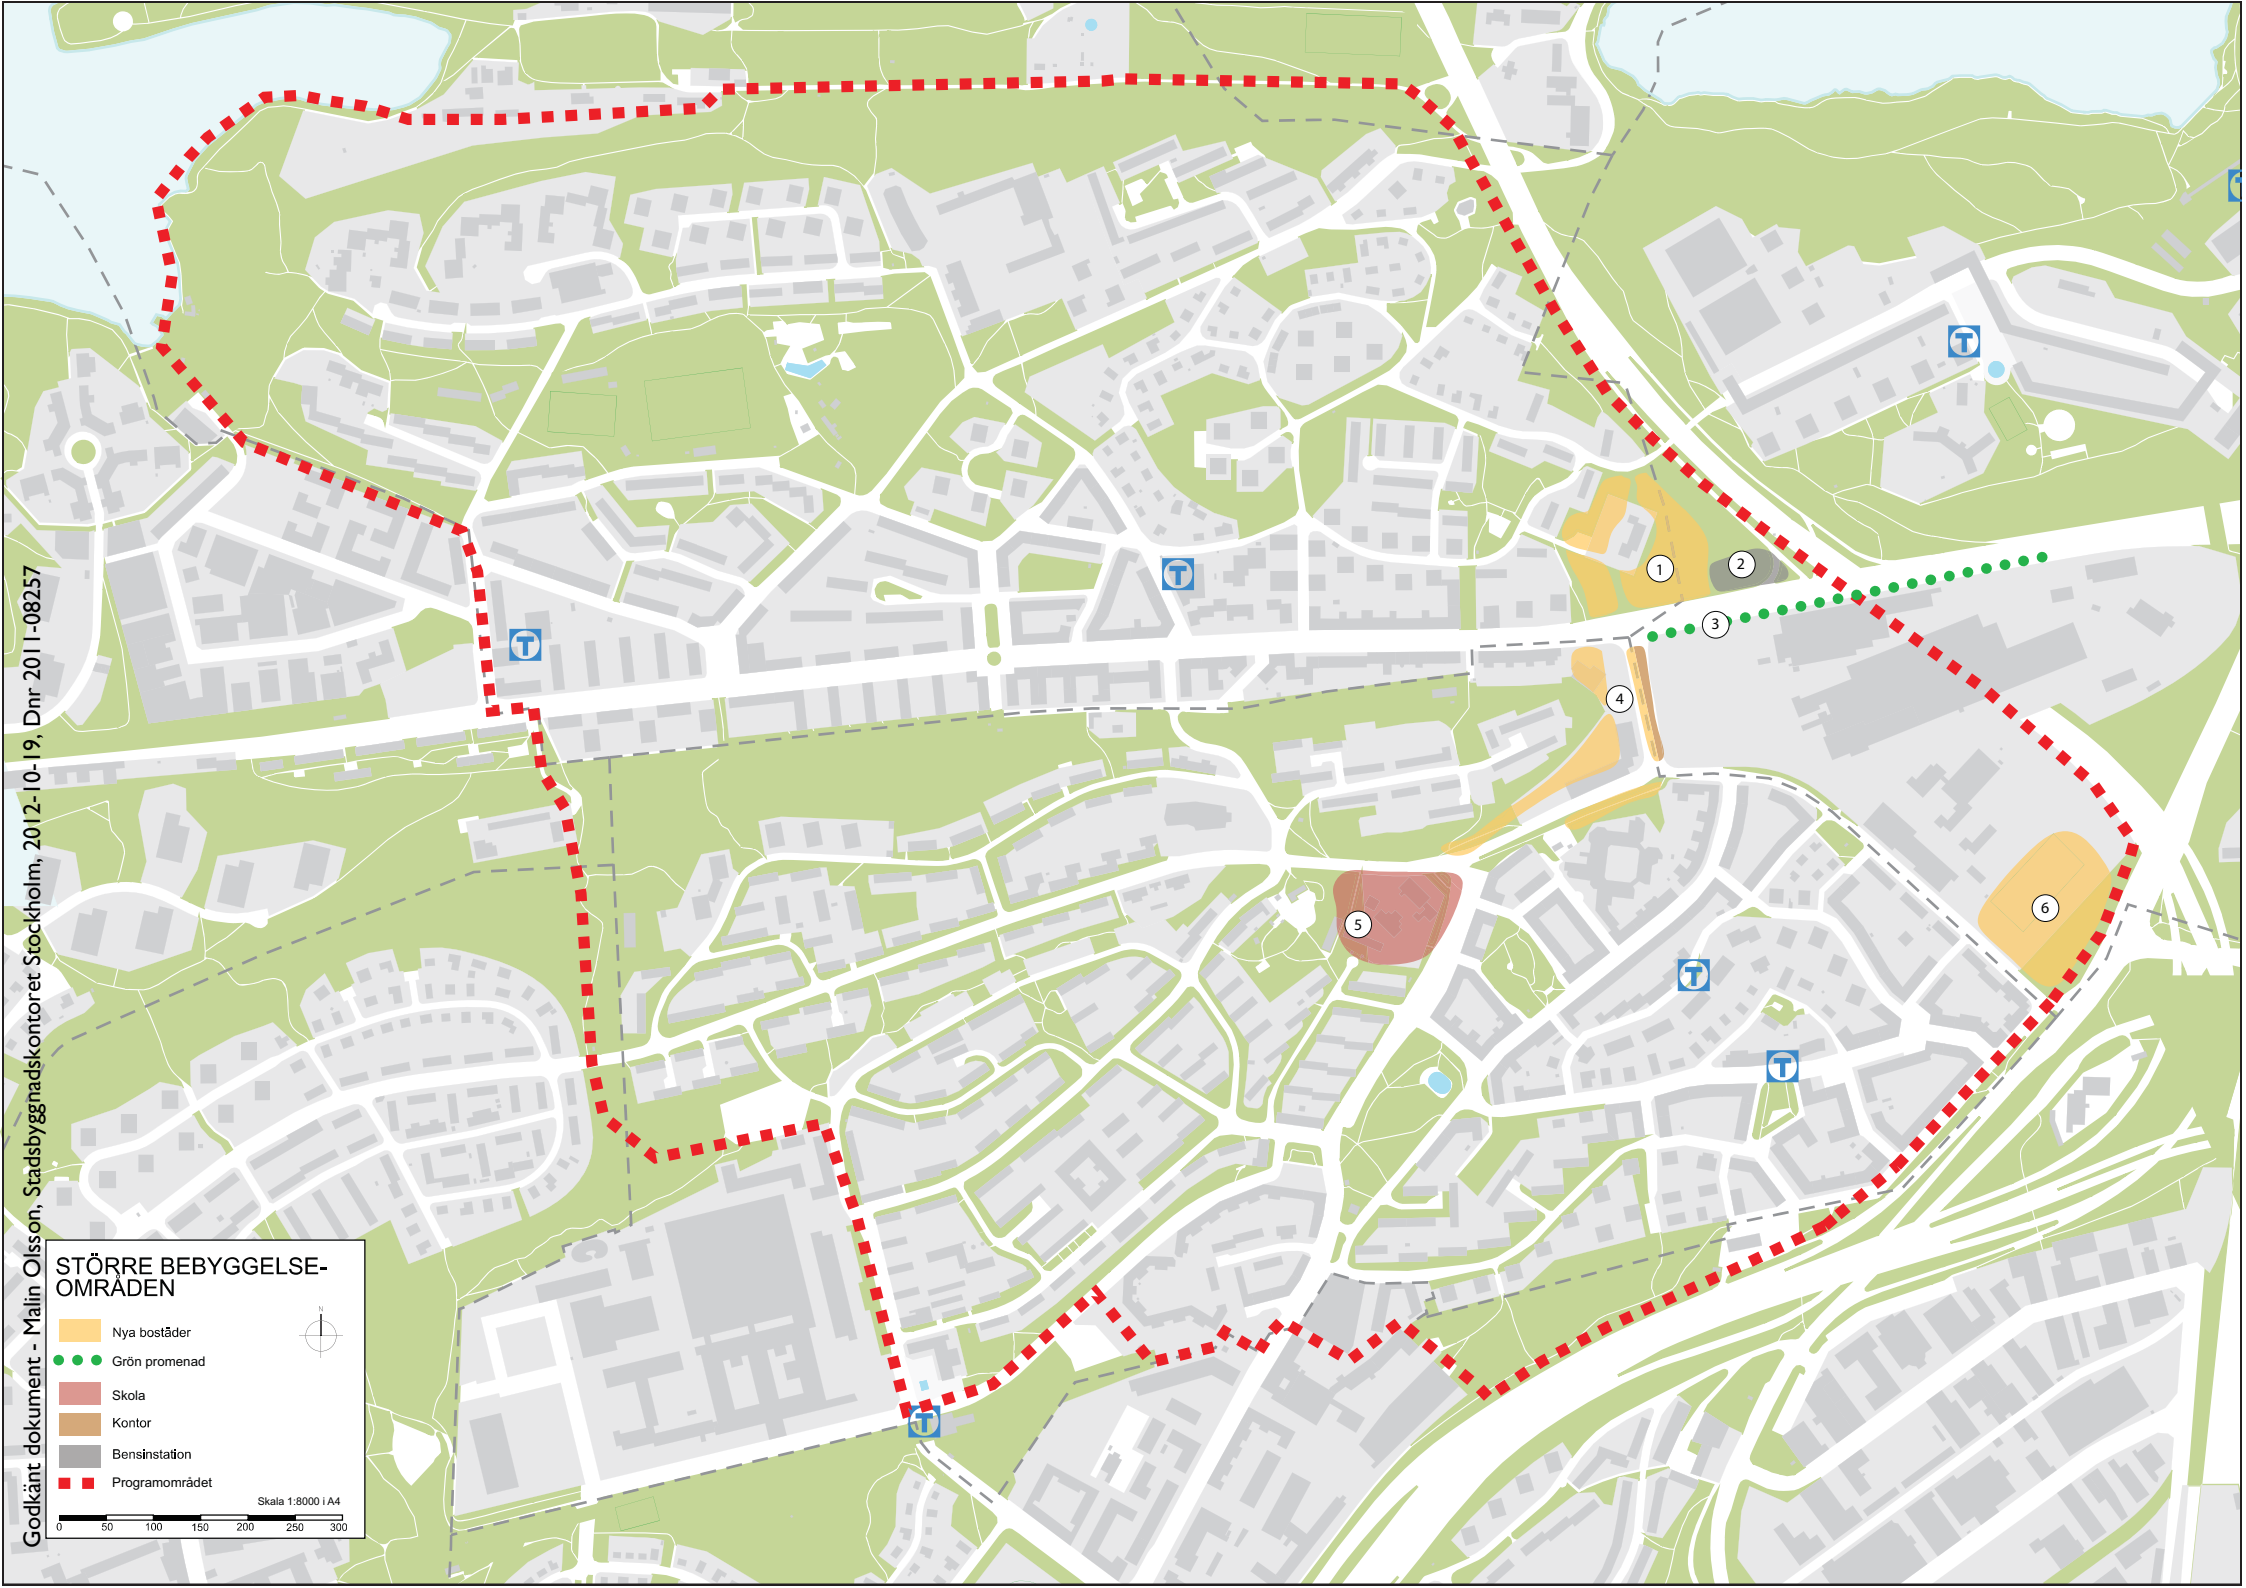 Godkänt dokument - Malin Olsson, Stadsbyggnadskontoret Stockholm, 2012-10-19, Dnr 2011-08257
T
T
T
T
T
T
1
2
3
4
5
6
STÖRRE BEBYGGELSE-
OMRÅDEN
N
Nya bostäder
Grön promenad
Skola
Kontor
Bensinstation
Programområdet
Skala 1:8000 i A4
0 50 100 150 200 250 300